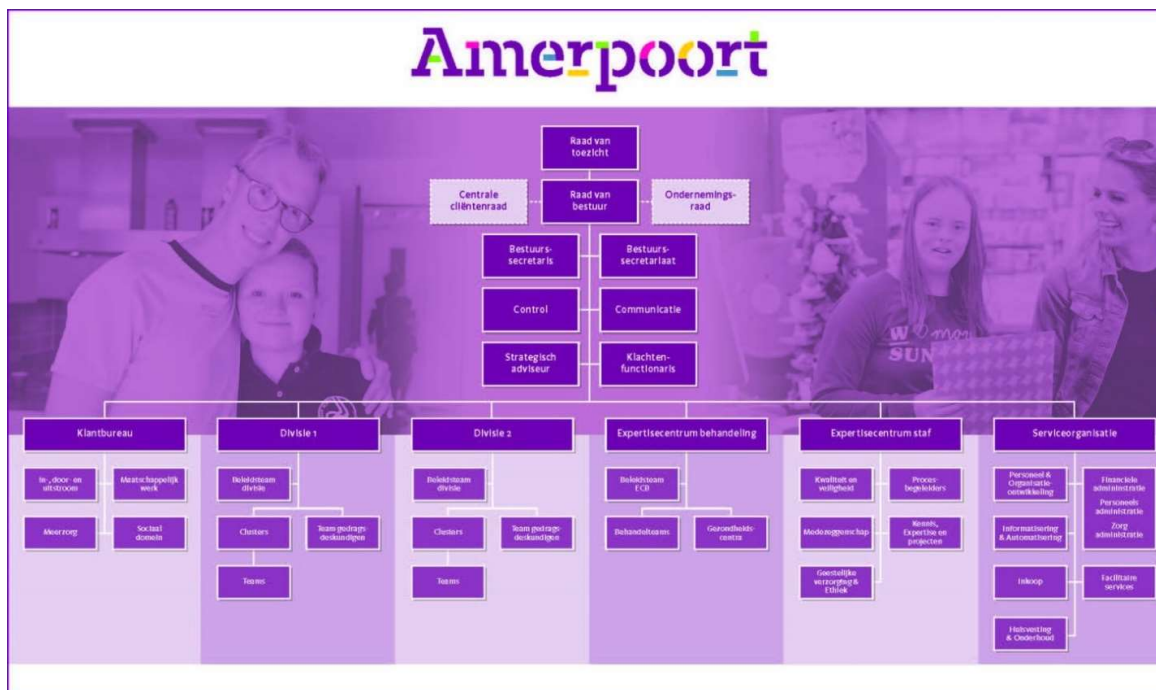 Amerpoort
Raad van
toezicht
Centrale
cliëntenraad
Raad van
bestuur
Ondernemings-
raad
Bestuurs-
secretaris
Bestuurs-
secretariaat
Control
Communicatie
Strategisch
adviseur
Klachten-
functionaris
Klantbureau
Divisie 1
Divisie 2
Expertisecentrum behandeling
Expertisecentrum staf
Serviceorganisatie
In-, door- en
uitstroom
Maatschappelijk
werk
Meerzorg
Sociaal
domein
Beleidsteam
divisie
Clusters
Team gedrags-
deskundigen
Teams
Beleidsteam
divisie
Clusters
Team gedrags-
deskundigen
Teams
Beleidsteam
ECB
Behandelteams
Gezondheids-
centra
Kwaliteit en
veiligheid
Proces-
begeleiders
Medezeggenschap
Kennis,
Expertise en
projecten
Geestelijke
verzorging &
Ethiek
Personeel &
Organisatie-
ontwikkeling
Financiele
administratie
Personeels
administratie
Zorg
administratie
Informatisering
& Automatisering
Inkoop
Facilitaire
services
Huisvesting
& Onderhoud